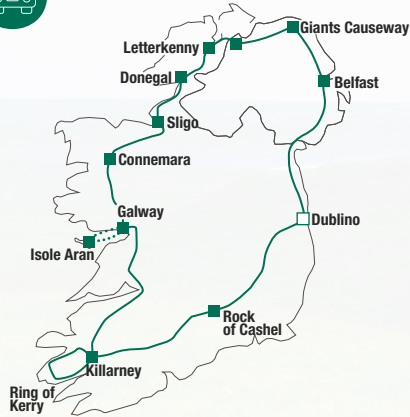 Giants Causeway
Letterkenny
Donegal
Belfast
Sligo
Connemara
Galway
Dublino
Isole Aran
Rock
of Cashel
Killarney
Ring of
Kerry